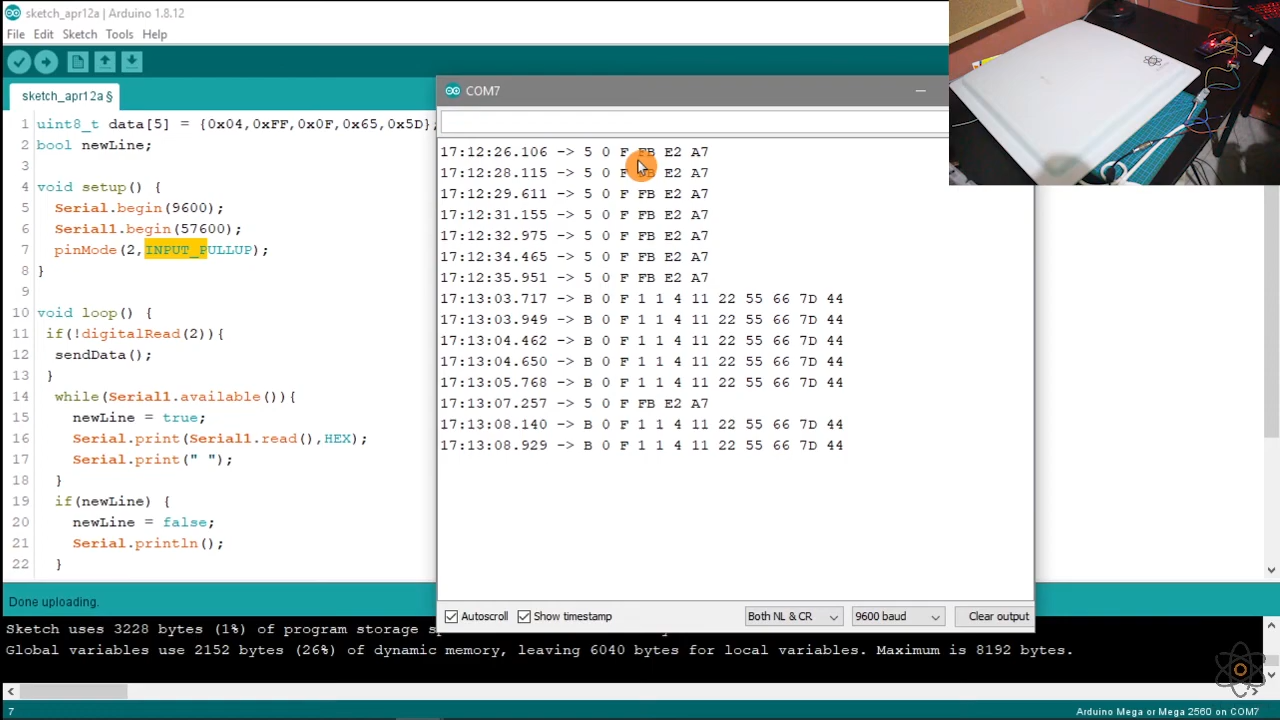 sketch_apr12a | Arduino 1.8.12
File Edit Sketch Tools Help
sketch_apr12a §
1 uint8_t data[5] = {0x04,0xFF,0x0F,0x65,0x5D};
2 bool newLine;
3
4 void setup() {
5 Serial.begin(9600);
6 Serial1.begin(57600);
7 pinMode(2,INPUT_PULLUP);
8 }
9
10 void loop() {
11 if(!digitalRead(2)){
12 sendData();
13 }
14 while(Serial1.available()){
15 newLine = true;
16 Serial.print(Serial1.read(),HEX);
17 Serial.print(" ");
18 }
19 if(newLine) {
20 newLine = false;
21 Serial.println();
22 }
COM7
17:12:26.106 -> 5 0 F FB E2 A7
17:12:28.115 -> 5 0 F FB E2 A7
17:12:29.611 -> 5 0 F FB E2 A7
17:12:31.155 -> 5 0 F FB E2 A7
17:12:32.975 -> 5 0 F FB E2 A7
17:12:34.465 -> 5 0 F FB E2 A7
17:12:35.951 -> 5 0 F FB E2 A7
17:13:03.717 -> B 0 F 1 1 4 11 22 55 66 7D 44
17:13:03.949 -> B 0 F 1 1 4 11 22 55 66 7D 44
17:13:04.462 -> B 0 F 1 1 4 11 22 55 66 7D 44
17:13:04.650 -> B 0 F 1 1 4 11 22 55 66 7D 44
17:13:05.768 -> B 0 F 1 1 4 11 22 55 66 7D 44
17:13:07.257 -> 5 0 F FB E2 A7
17:13:08.140 -> B 0 F 1 1 4 11 22 55 66 7D 44
17:13:08.929 -> B 0 F 1 1 4 11 22 55 66 7D 44
Autoscroll Show timestamp Both NL & CR 9600 baud Clear output
Done uploading.
Sketch uses 3228 bytes (1%) of program storage
Global variables use 2152 bytes (26%) of dynamic memory, leaving 6040 bytes for local variables. Maximum is 8192 bytes.
7 Arduino Mega or Mega 2560 on COM7